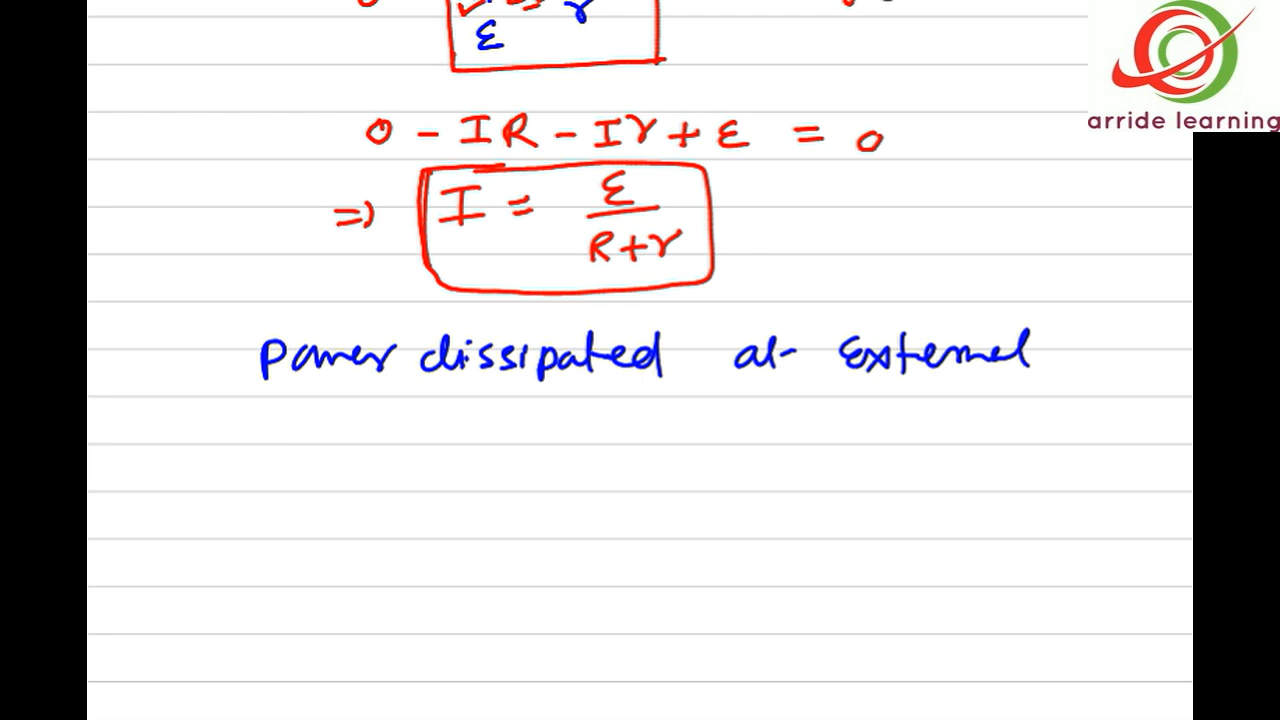 ε r
arride learning
0 - IR - Ir + ε = 0
⇒ I = ε / R+r
Power dissipated at External